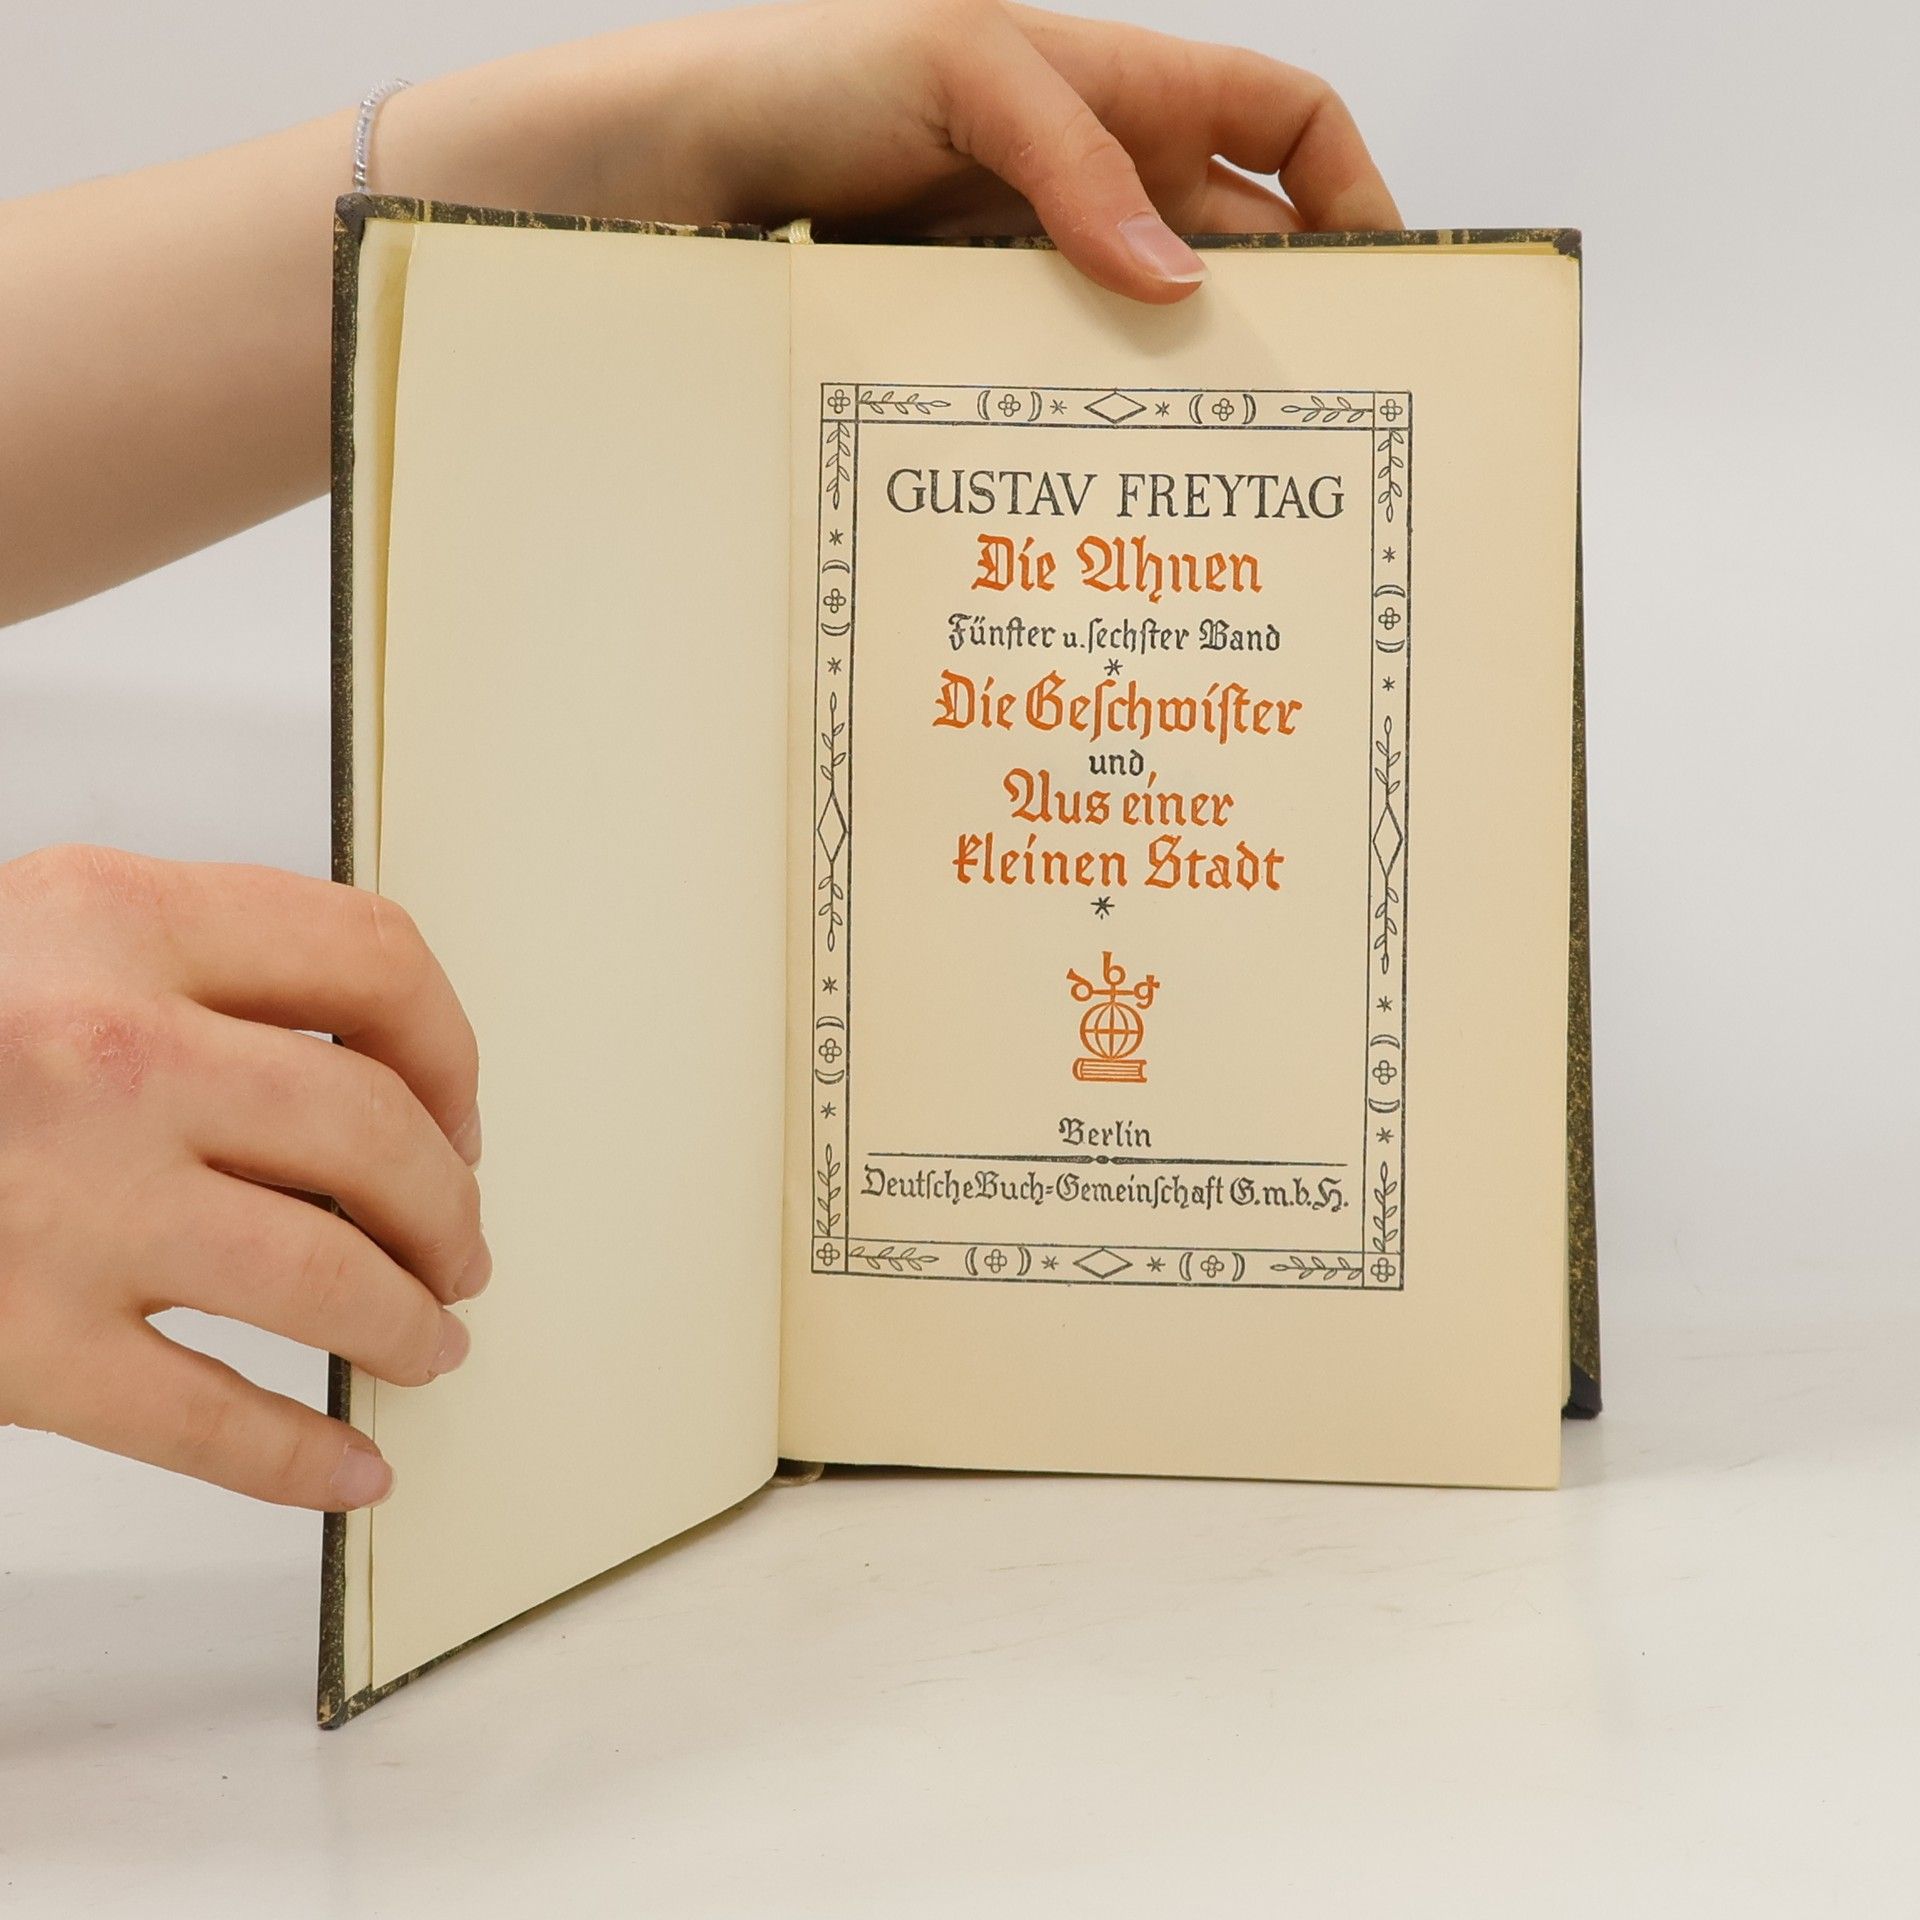 GUSTAV FREYTAG
Die Ahnen
Fünfter u. ſechſter Band
*
Die Geſchwiſter
und
Aus einer
kleinen Stadt
*
dbg
Berlin
Deutſche Buch-Gemeinſchaft G.m.b.H.